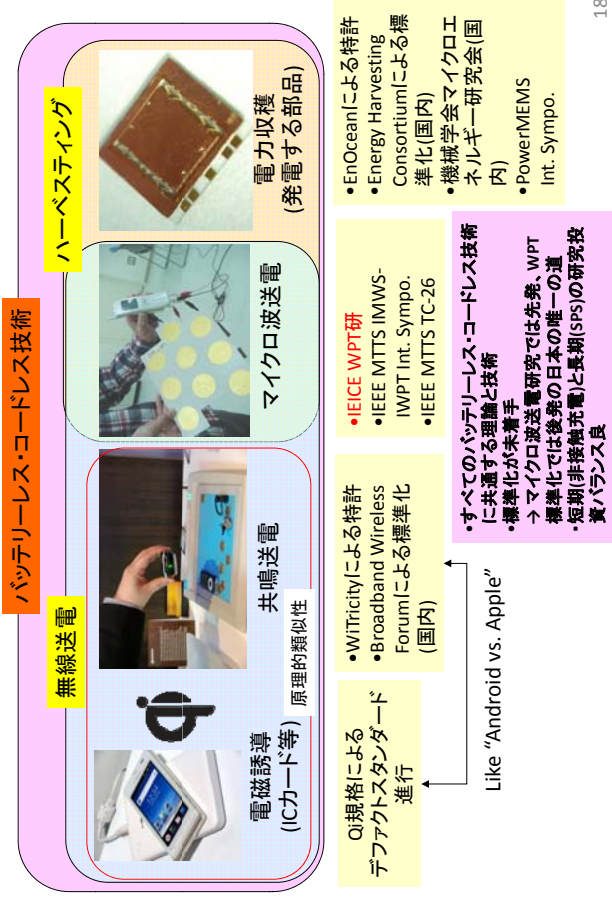 バッテリーレス・コードレス技術
無線送電
ハーベスティング
qi
電磁誘導
(ICカード等)
原理的類似性
共鳴送電
マイクロ波送電
電力収穫
(発電する部品)
Qi規格による
デファクトスタンダード
進行
•WiTricityによる特許
•Broadband Wireless
Forumによる標準化
(国内)
•IEICE WPT研
•IEEE MTTS IMWS-
IWPT Int. Sympo.
•IEEE MTTS TC-26
•EnOceanによる特許
•Energy Harvesting
Consortiumによる標
準化(国内)
•機械学会マイクロエ
ネルギー研究会(国
内)
•PowerMEMS
Int. Sympo.
Like “Android vs. Apple”
・すべてのバッテリーレス・コードレス技術
に共通する理論と技術
・標準化が未着手
→マイクロ波送電研究では先発、WPT
標準化では後発の日本の唯一の道
・短期(非接触充電)と長期(SPS)の研究投
資バランス良
18